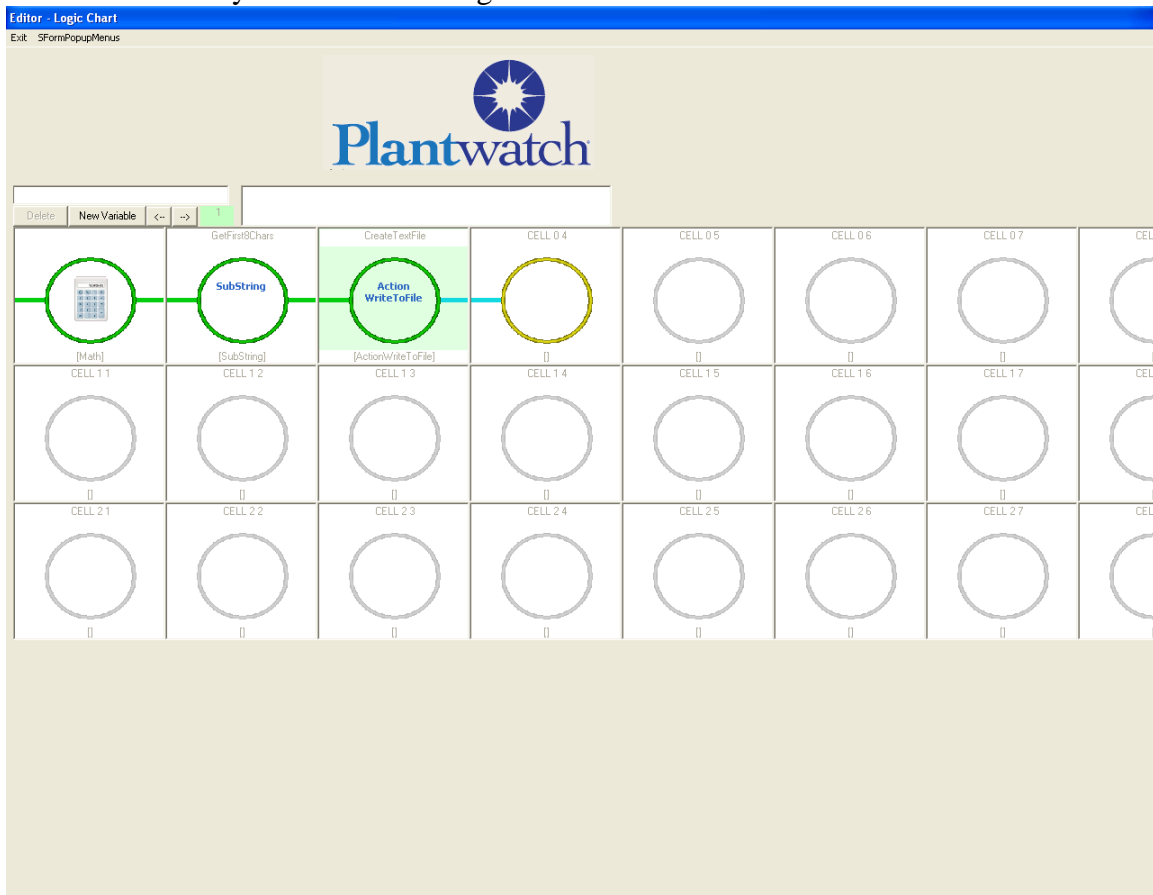 Editor - Logic Chart
Exit SFormPopupMenus
Plantwatch
Delete New Variable <-- --> 1
GetFirst8Chars CreateTextFile CELL 0 4 CELL 0 5 CELL 0 6 CELL 0 7 CEL
SubString Action
WriteToFile
[Math] [SubString] [ActionWriteToFile] [] [] [] []
CELL 1 1 CELL 1 2 CELL 1 3 CELL 1 4 CELL 1 5 CELL 1 6 CELL 1 7 CEL
[] [] [] [] [] [] []
CELL 2 1 CELL 2 2 CELL 2 3 CELL 2 4 CELL 2 5 CELL 2 6 CELL 2 7 CEL
[] [] [] [] [] [] []